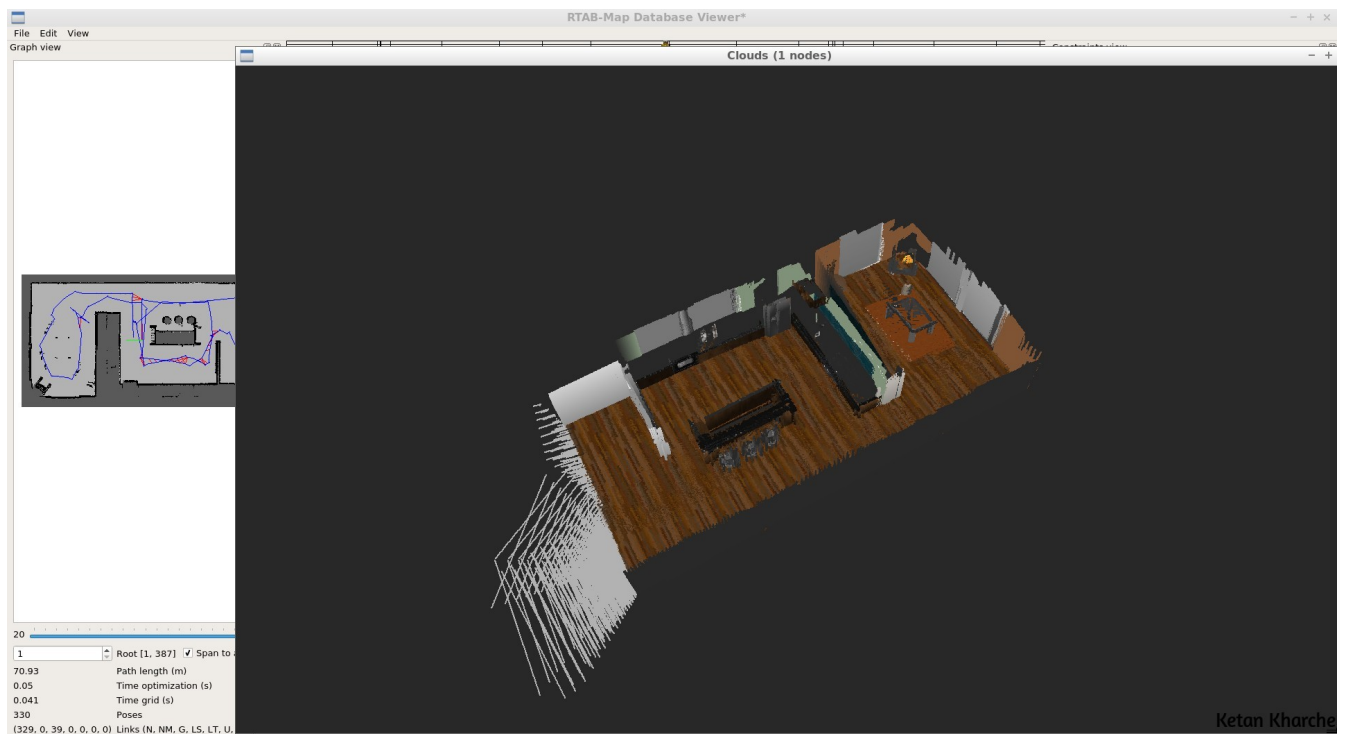 RTAB-Map Database Viewer*
File Edit View
Graph view
Clouds (1 nodes)
20
1 Root [1, 387] Span to
70.93 Path length (m)
0.05 Time optimization (s)
0.041 Time grid (s)
330 Poses
(329, 0, 39, 0, 0, 0, 0) Links (N, NM, G, LS, LT, U,
Ketan Kharche